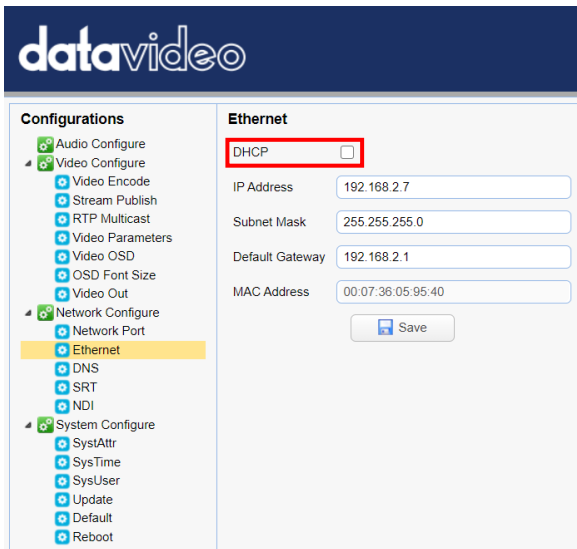 datavideo
Configurations
Audio Configure
Video Configure
Video Encode
Stream Publish
RTP Multicast
Video Parameters
Video OSD
OSD Font Size
Video Out
Network Configure
Network Port
Ethernet
DNS
SRT
NDI
System Configure
SystAttr
SysTime
SysUser
Update
Default
Reboot
Ethernet
DHCP
IP Address 192.168.2.7
Subnet Mask 255.255.255.0
Default Gateway 192.168.2.1
MAC Address 00:07:36:05:95:40
Save